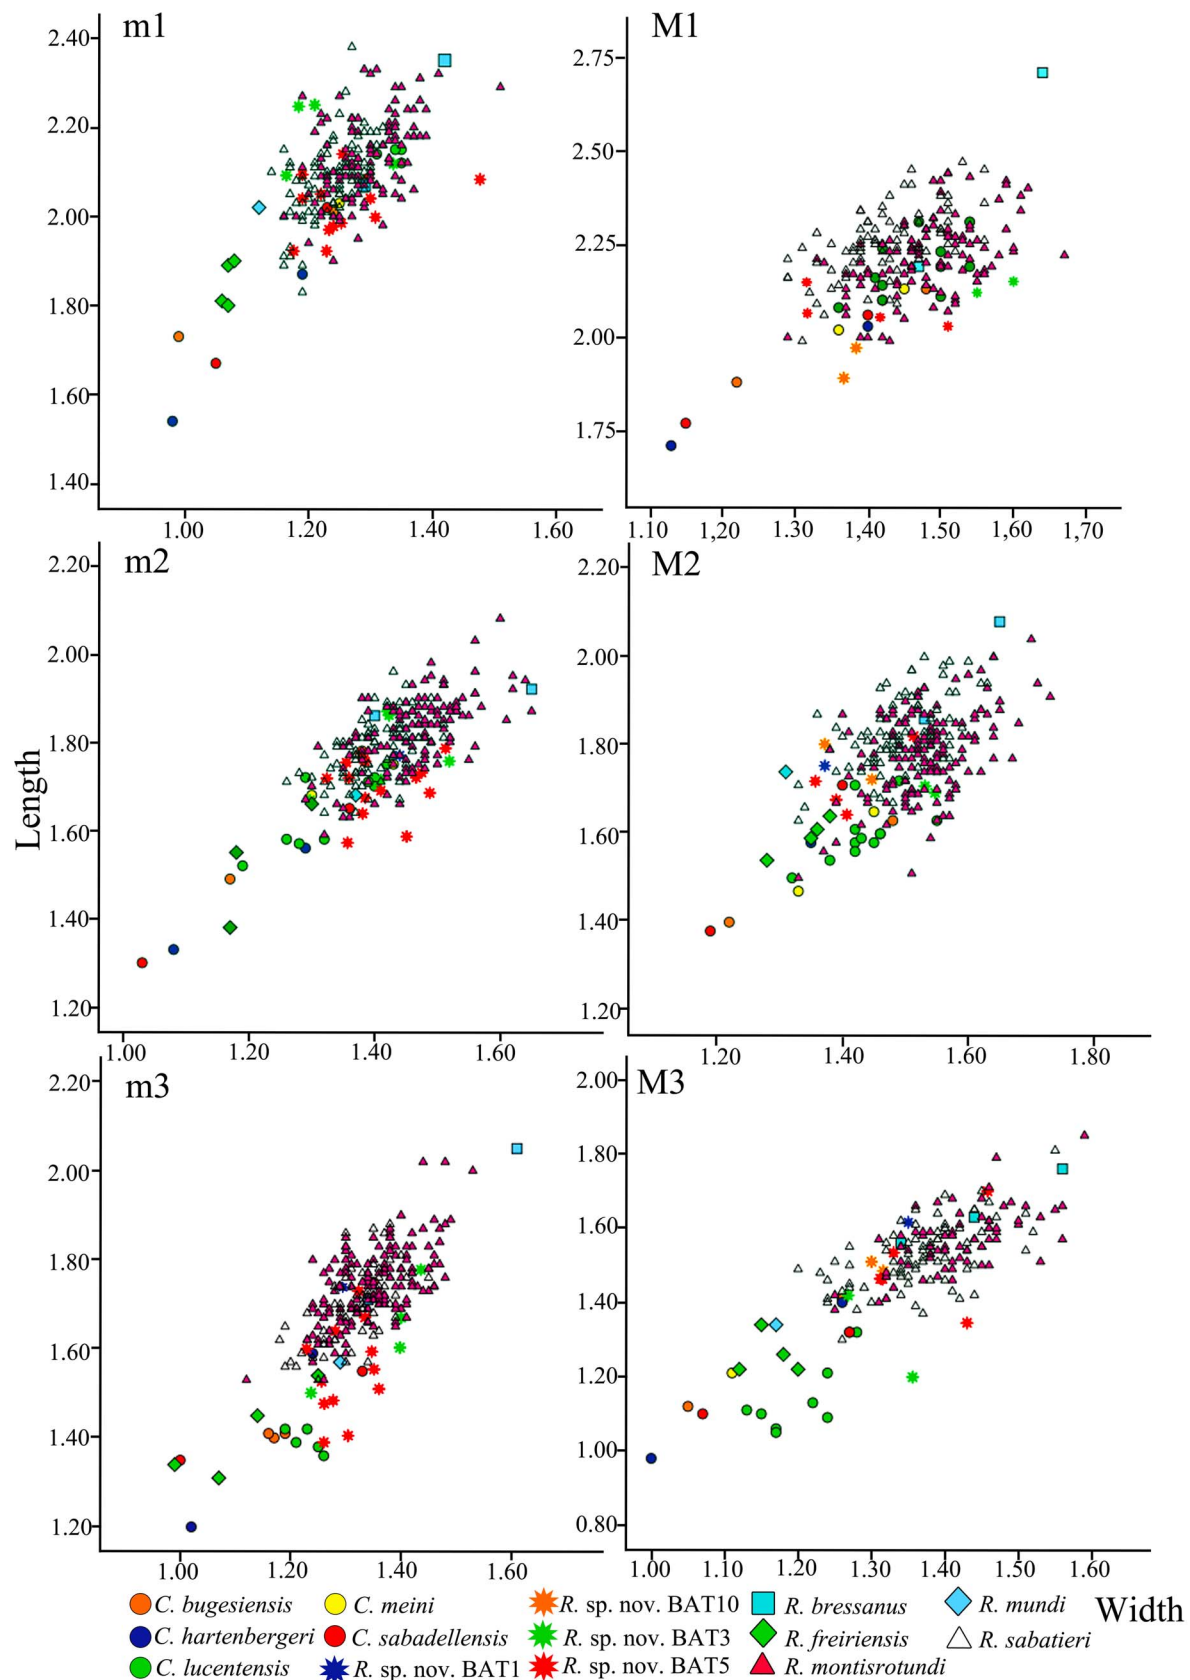 m1
2.40
2.20
2.00
1.80
1.60
1.40
1.00 1.20 1.40 1.60
M1
2.75
2.50
2.25
2.00
1.75
1.10 1,20 1.30 1,40 1.50 1,60 1,70
m2
2.20
2.00
1.80
1.60
1.40
1.20
1.00 1.20 1.40 1.60
M2
2.20
2.00
1.80
1.60
1.40
1.20
1.20 1.40 1.60 1.80
Length
m3
2.20
2.00
1.80
1.60
1.40
1.20
1.00 1.20 1.40 1.60
M3
2.00
1.80
1.60
1.40
1.20
1.00
0.80
1.00 1.10 1.20 1.30 1.40 1.50 1.60
Width
C. bugesiensis C. meini R. sp. nov. BAT10 R. bressanus R. mundi
C. hartenbergeri C. sabadellensis R. sp. nov. BAT3 R. freiriensis R. sabatieri
C. lucentensis R. sp. nov. BAT1 R. sp. nov. BAT5 R. montisrotundi